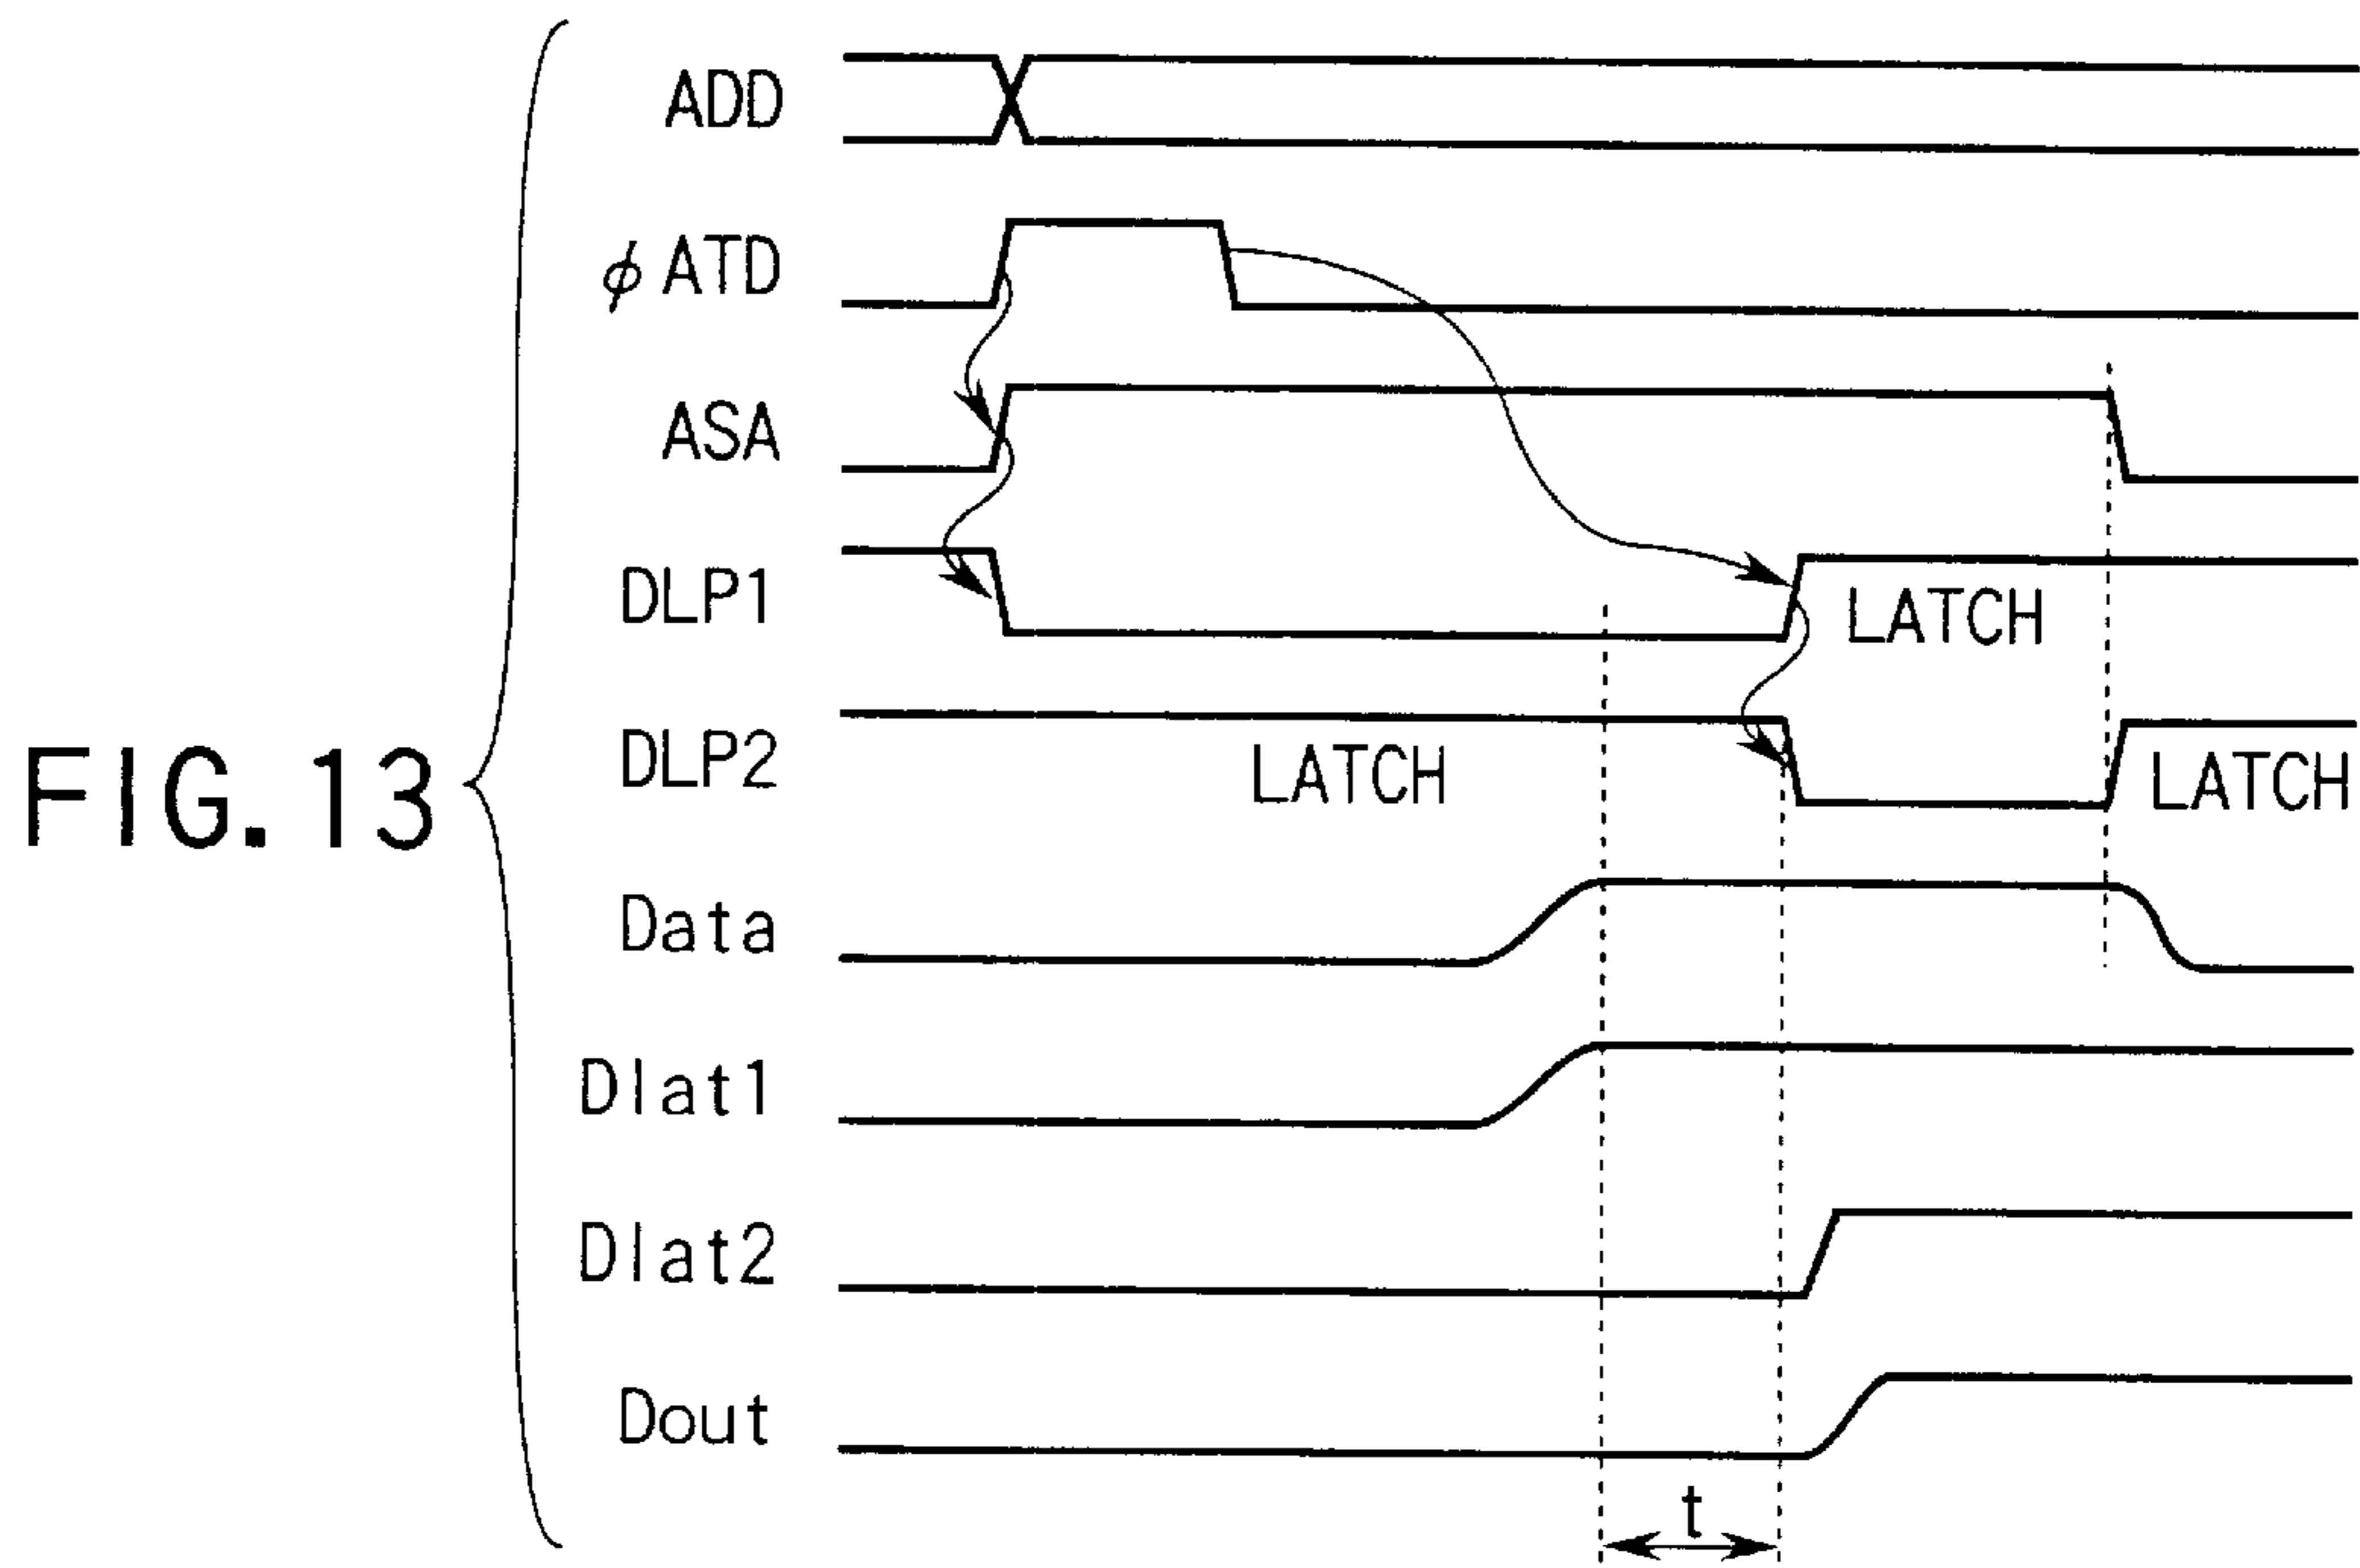 FIG.13
ADD
φATD
ASA
DLP1
LATCH
DLP2
LATCH
LATCH
Data
Dlat1
Dlat2
Dout
t